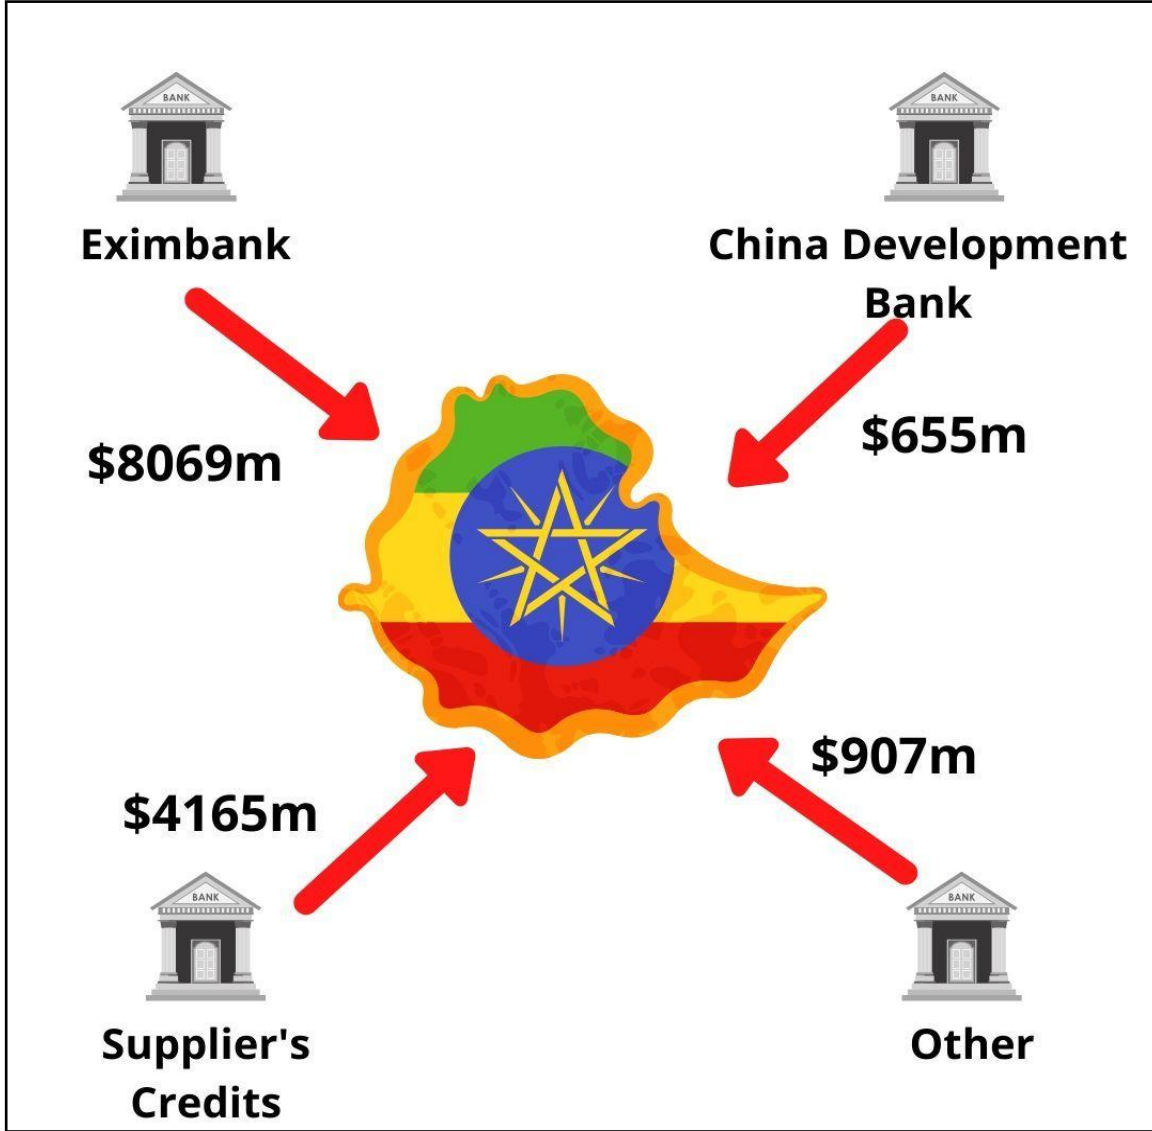 BANK
Eximbank
$8069m
BANK
China Development
Bank
$655m
$4165m
BANK
Supplier's
Credits
$907m
BANK
Other